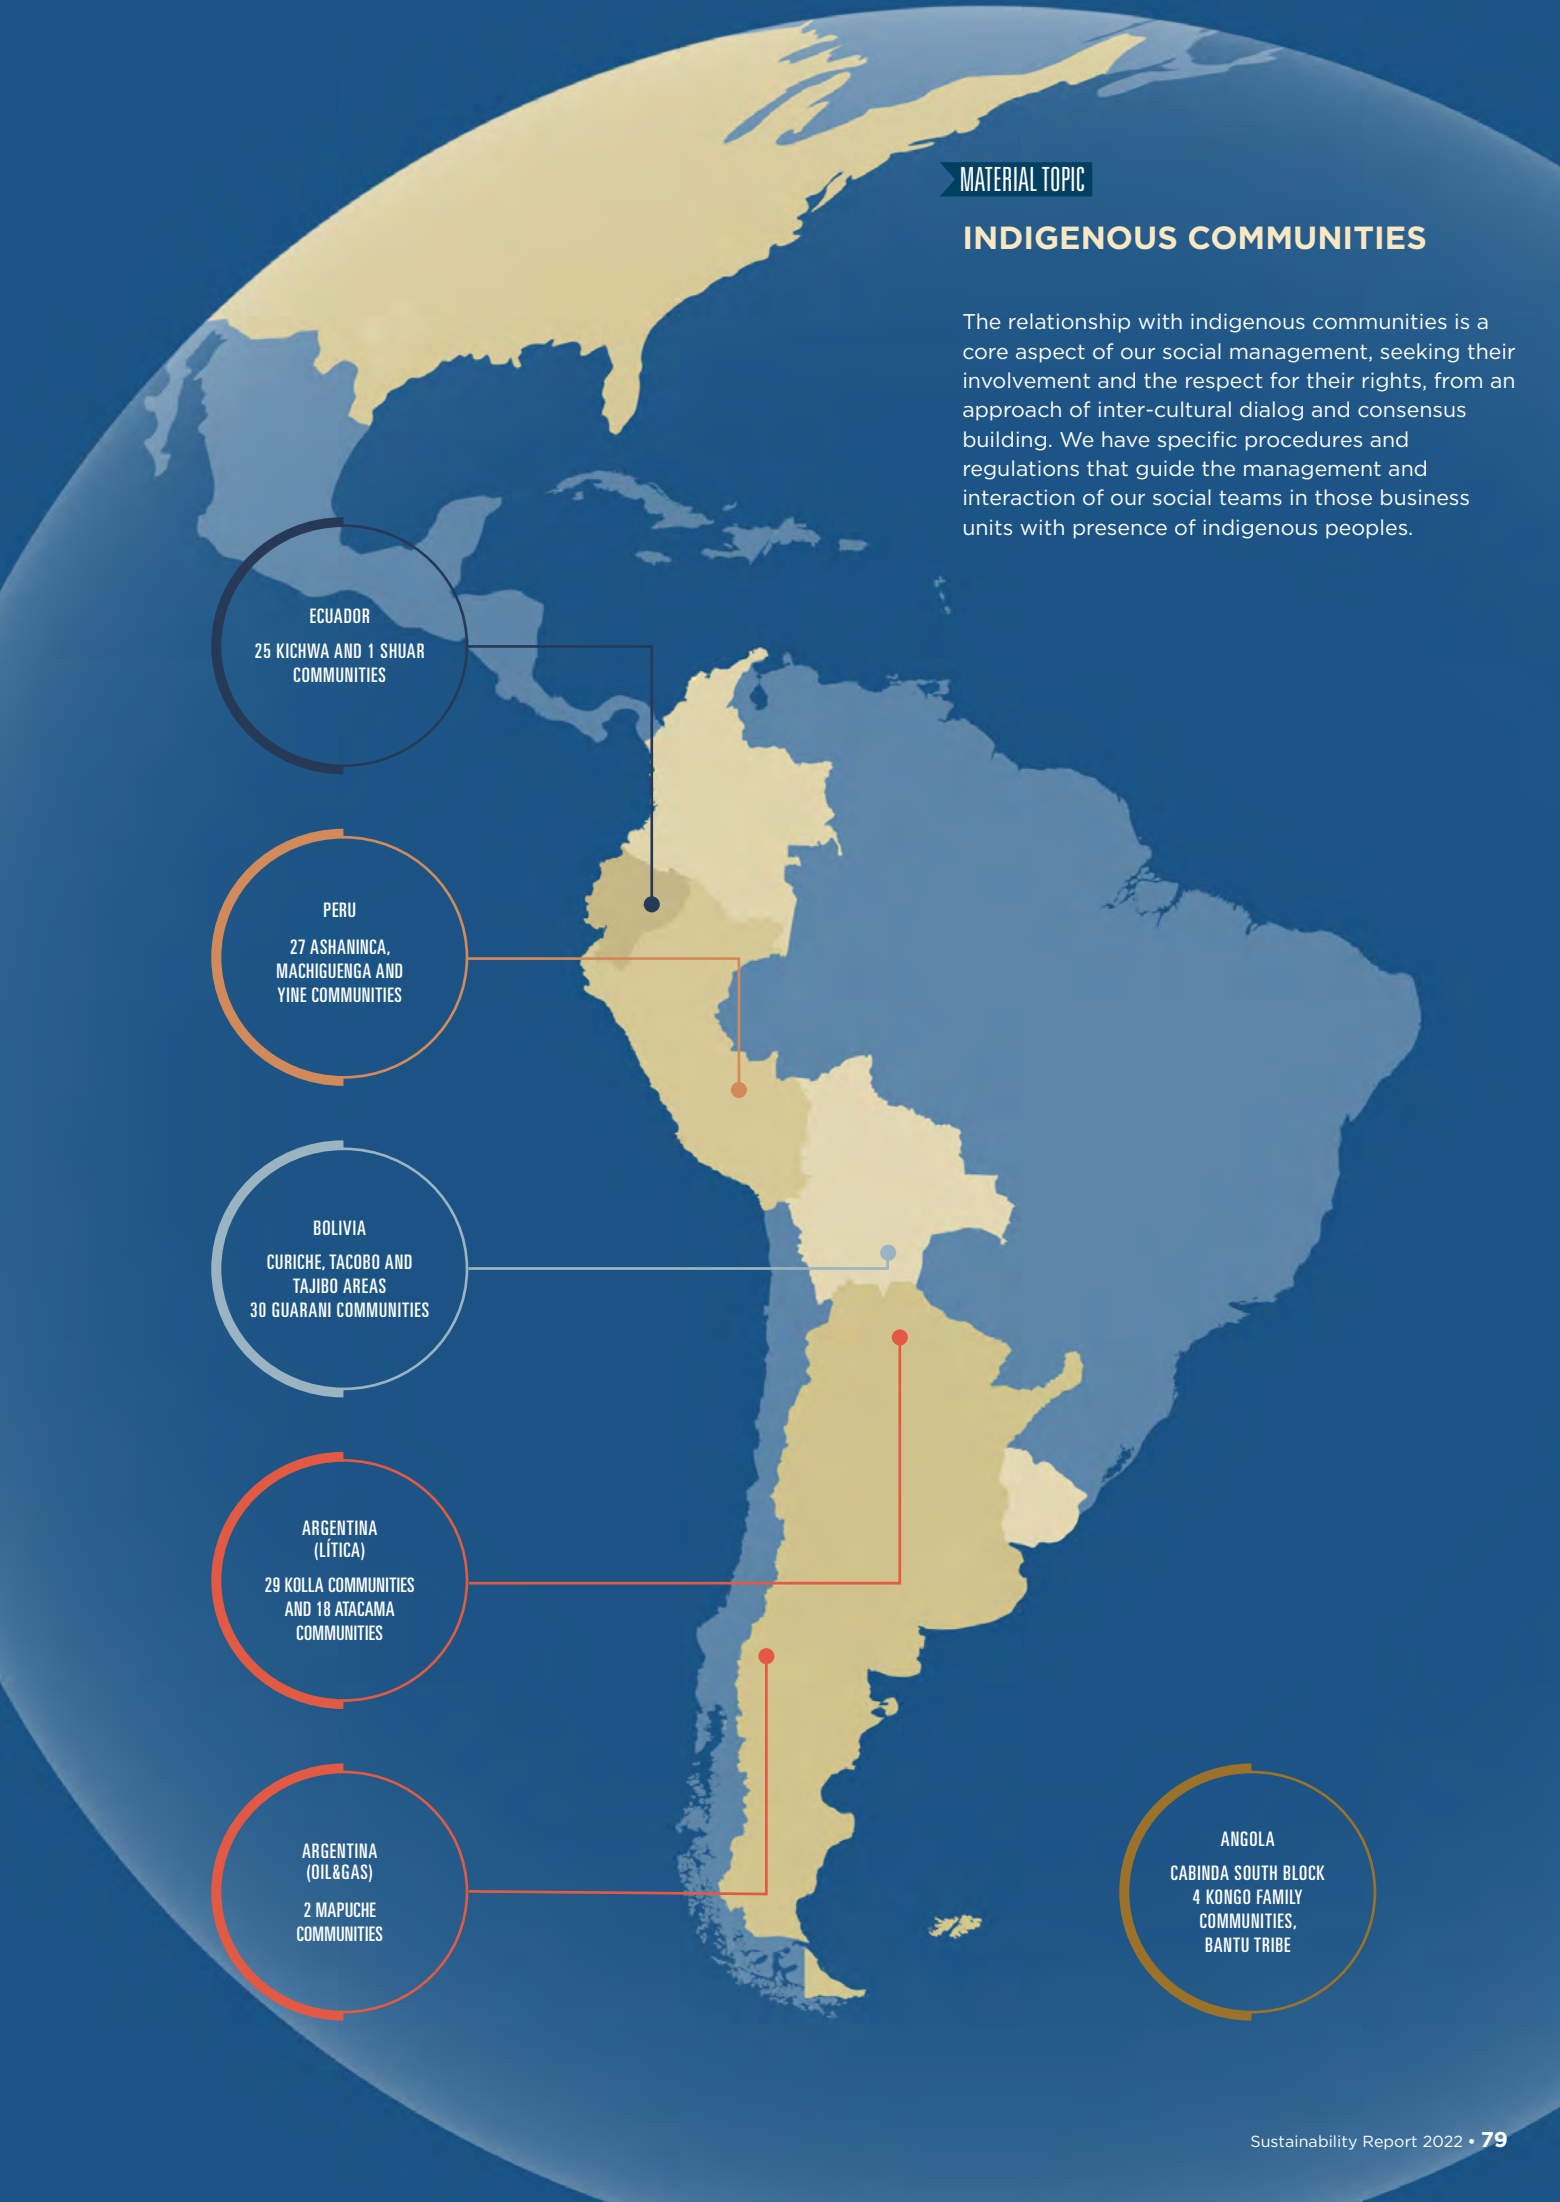 MATERIAL TOPIC
INDIGENOUS COMMUNITIES
The relationship with indigenous communities is a
core aspect of our social management, seeking their
involvement and the respect for their rights, from an
approach of inter-cultural dialog and consensus
building. We have specific procedures and
regulations that guide the management and
interaction of our social teams in those business
units with presence of indigenous peoples.
ECUADOR
25 KICHWA AND 1 SHUAR
COMMUNITIES
PERU
27 ASHANINCA,
MACHIGUENGA AND
YINE COMMUNITIES
BOLIVIA
CURICHE, TACOBO AND
TAJIBO AREAS
30 GUARANI COMMUNITIES
ARGENTINA
(LÍTICA)
29 KOLLA COMMUNITIES
AND 18 ATACAMA
COMMUNITIES
ARGENTINA
(OIL&GAS)
2 MAPUCHE
COMMUNITIES
ANGOLA
CABINDA SOUTH BLOCK
4 KONGO FAMILY
COMMUNITIES,
BANTU TRIBE
Sustainability Report 2022 • 79